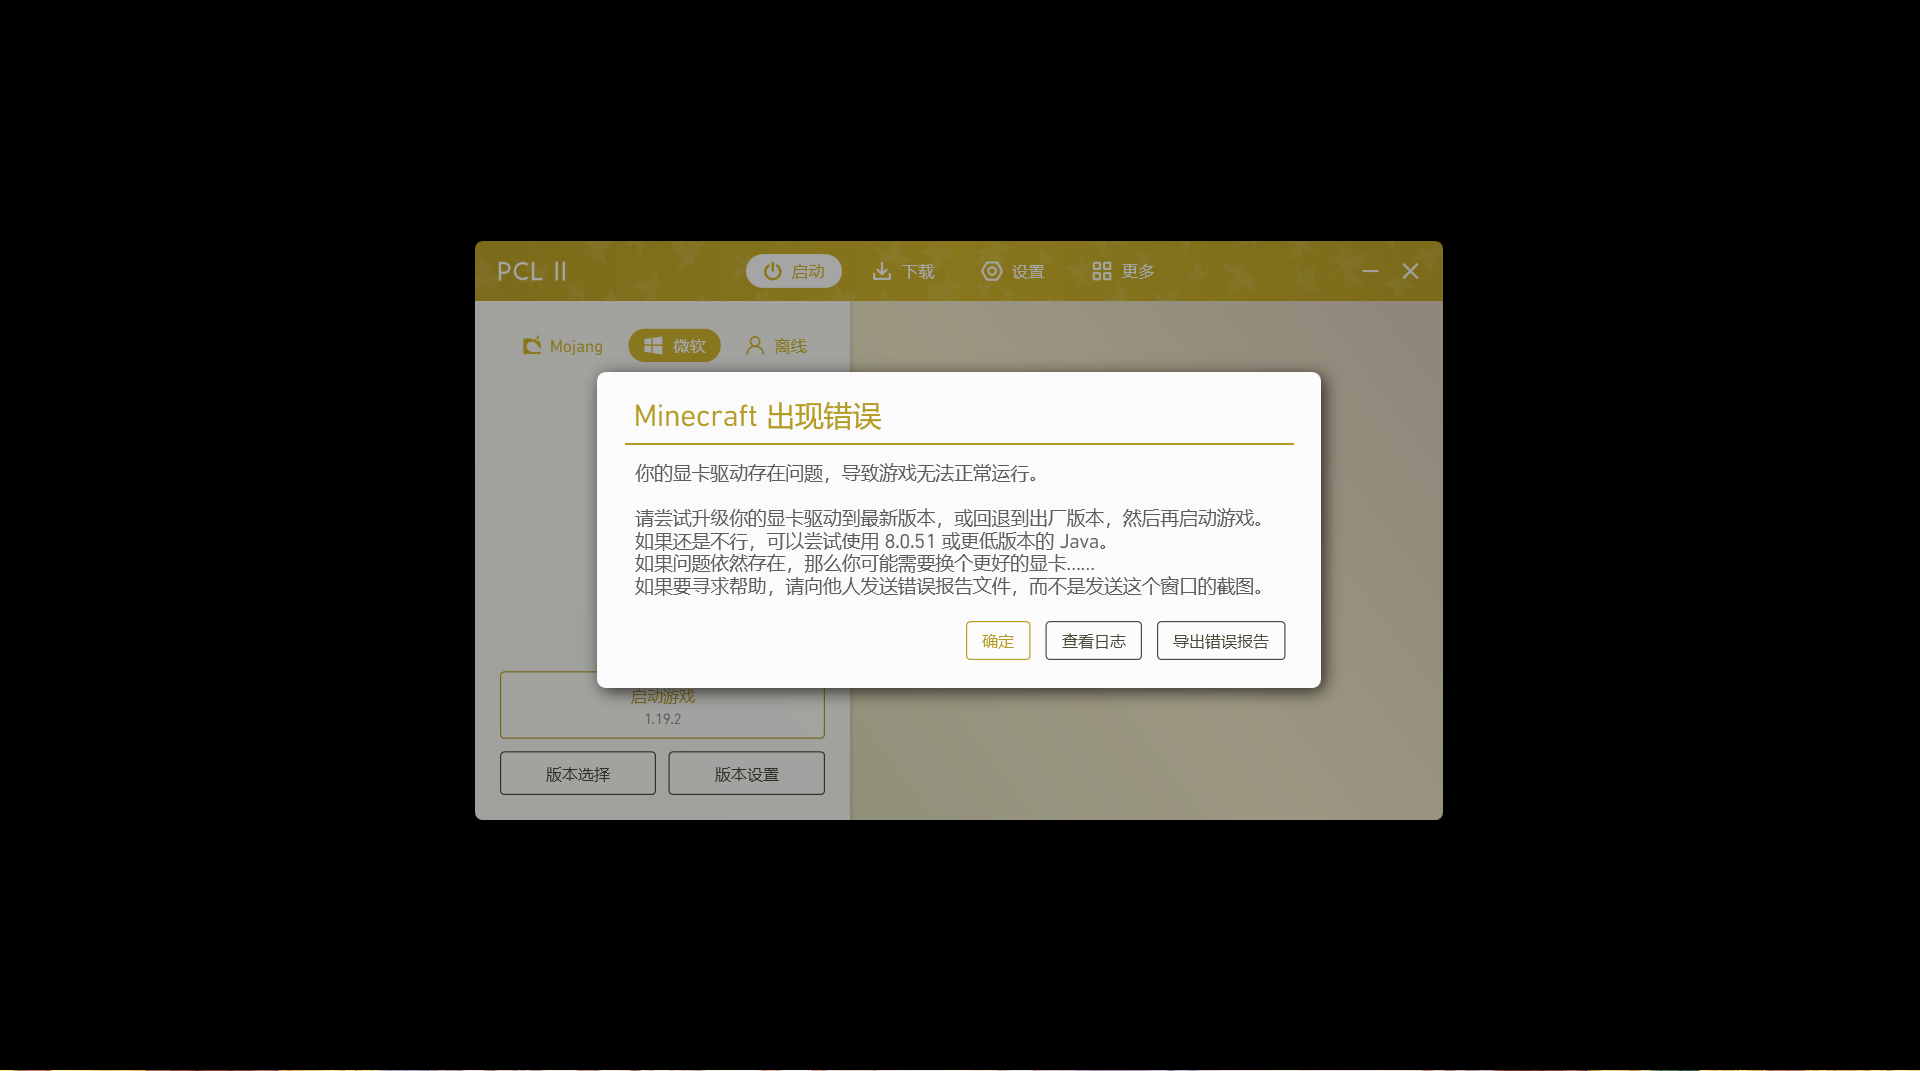 PCL II
启动
下载
设置
更多
Mojang
微软
离线
Minecraft 出现错误
你的显卡驱动存在问题，导致游戏无法正常运行。
请尝试升级你的显卡驱动到最新版本，或回退到出厂版本，然后再启动游戏。
如果还是不行，可以尝试使用 8.0.51 或更低版本的 Java。
如果问题依然存在，那么你可能需要换个更好的显卡……
如果要寻求帮助，请向他人发送错误报告文件，而不是发送这个窗口的截图。
确定
查看日志
导出错误报告
启动游戏
1.19.2
版本选择
版本设置